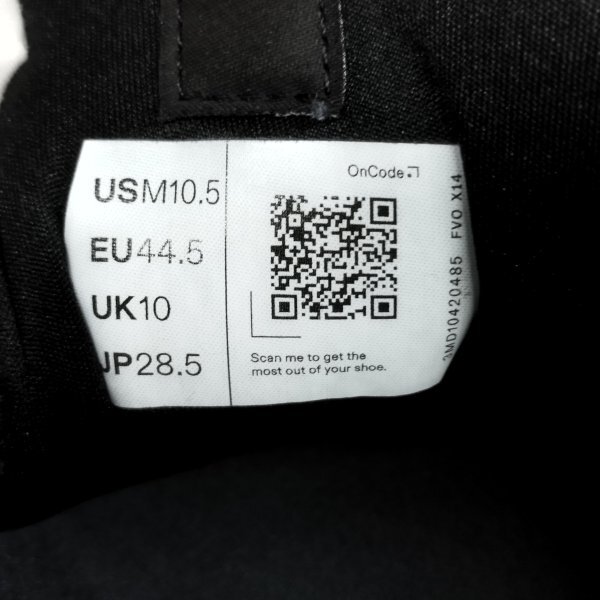 USM10.5
EU44.5
UK10
JP28.5
OnCode
Scan me to get the
most out of your shoe.
3MD10420485 FVO X14